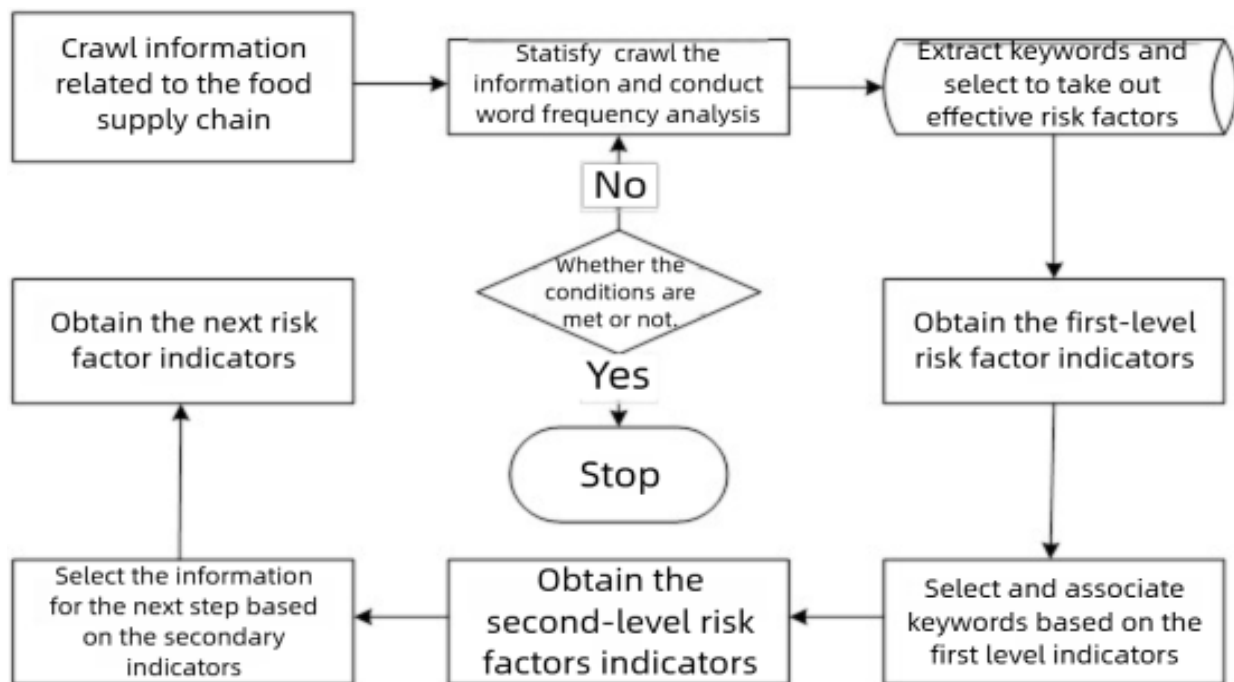 Crawl information
related to the food
supply chain
Statisfy crawl the
information and conduct
word frequency analysis
Extract keywords and
select to take out
effective risk factors
No
Whether the
conditions are
met or not.
Yes
Stop
Obtain the next risk
factor indicators
Obtain the first-level
risk factor indicators
Select the information
for the next step based
on the secondary
indicators
Obtain the
second-level risk
factors indicators
Select and associate
keywords based on the
first level indicators